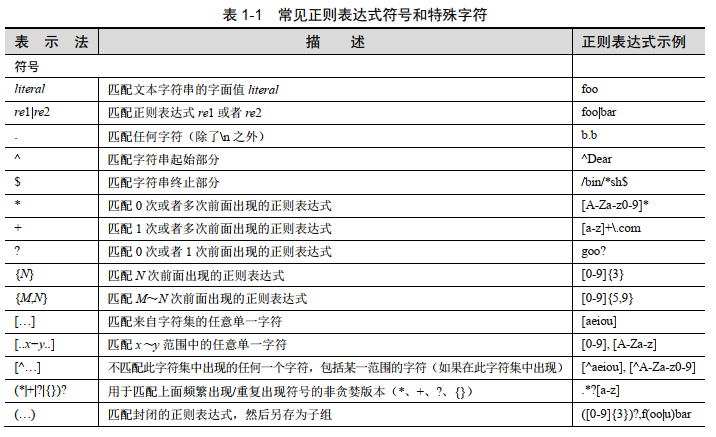 表 1-1 常见正则表达式符号和特殊字符
表 示 法 描 述 正则表达式示例
符号
literal 匹配文本字符串的字面值 literal foo
re1|re2 匹配正则表达式 re1 或者 re2 foo|bar
. 匹配任何字符（除了\n 之外） b.b
^ 匹配字符串起始部分 ^Dear
$ 匹配字符串终止部分 /bin/*sh$
* 匹配 0 次或者多次前面出现的正则表达式 [A-Za-z0-9]*
+ 匹配 1 次或者多次前面出现的正则表达式 [a-z]+\.com
? 匹配 0 次或者 1 次前面出现的正则表达式 goo?
{N} 匹配 N 次前面出现的正则表达式 [0-9]{3}
{M,N} 匹配 M～N 次前面出现的正则表达式 [0-9]{5,9}
[…] 匹配来自字符集的任意单一字符 [aeiou]
[..x−y..] 匹配 x～y 范围中的任意单一字符 [0-9], [A-Za-z]
[^…] 不匹配此字符集中出现的任何一个字符，包括某一范围的字符（如果在此字符集中出现） [^aeiou], [^A-Za-z0-9]
(*|+|?|{})? 用于匹配上面频繁出现/重复出现符号的非贪婪版本（*、+、?、{}） .*?[a-z]
(…) 匹配封闭的正则表达式，然后另存为子组 ([0-9]{3})?,f(oo|u)bar